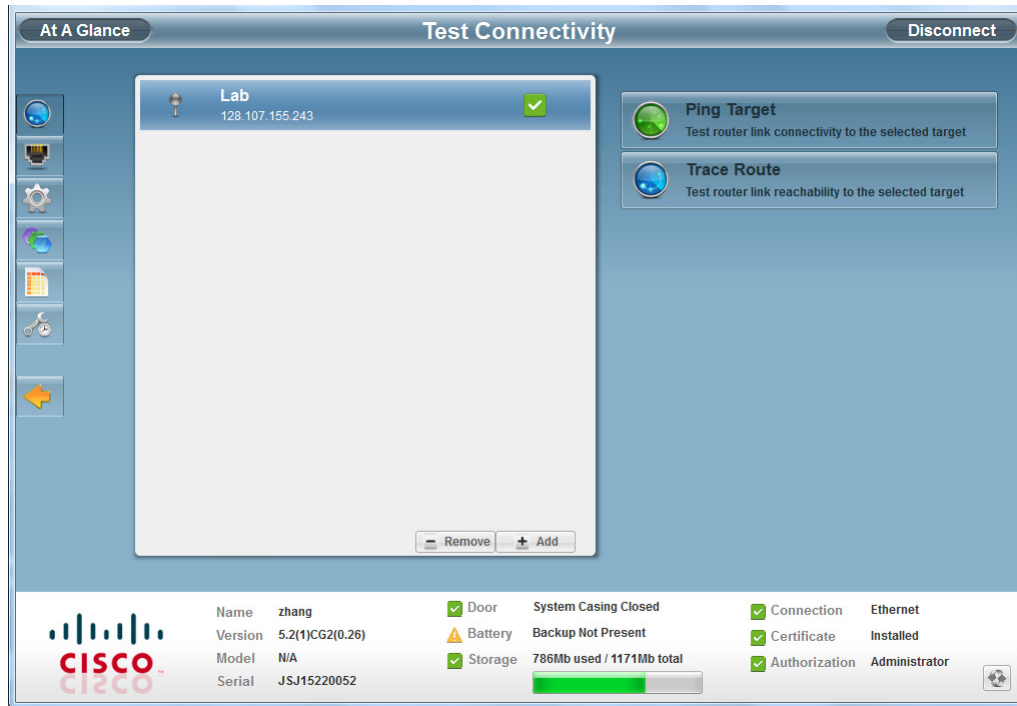 At A Glance
Test Connectivity
Disconnect
Lab
128.107.155.243
Ping Target
Test router link connectivity to the selected target
Trace Route
Test router link reachability to the selected target
Remove
Add
CISCO
Name zhang
Version 5.2(1)CG2(0.26)
Model N/A
Serial JSJ15220052
Door System Casing Closed
Battery Backup Not Present
Storage 786Mb used / 1171Mb total
Connection Ethernet
Certificate Installed
Authorization Administrator